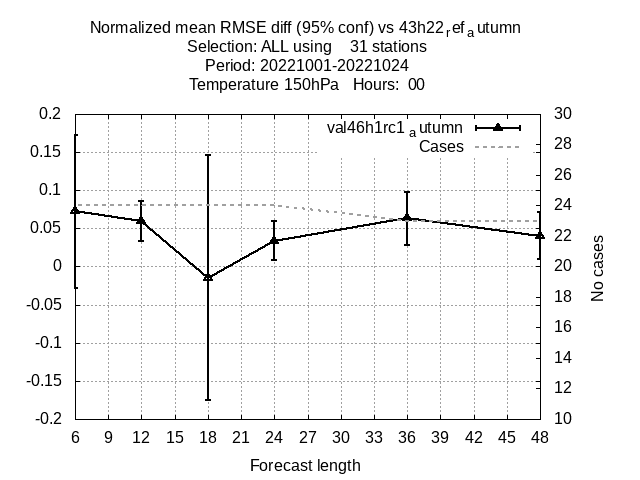 Normalized mean RMSE diff (95% conf) vs 43h22refautumn
Selection: ALL using 31 stations
Period: 20221001-20221024
Temperature 150hPa Hours: 00
val46h1rc1autumn
Cases
0.2
0.15
0.1
0.05
0
-0.05
-0.1
-0.15
-0.2
30
28
26
24
22
20
18
16
14
12
10
No cases
6 9 12 15 18 21 24 27 30 33 36 39 42 45 48
Forecast length